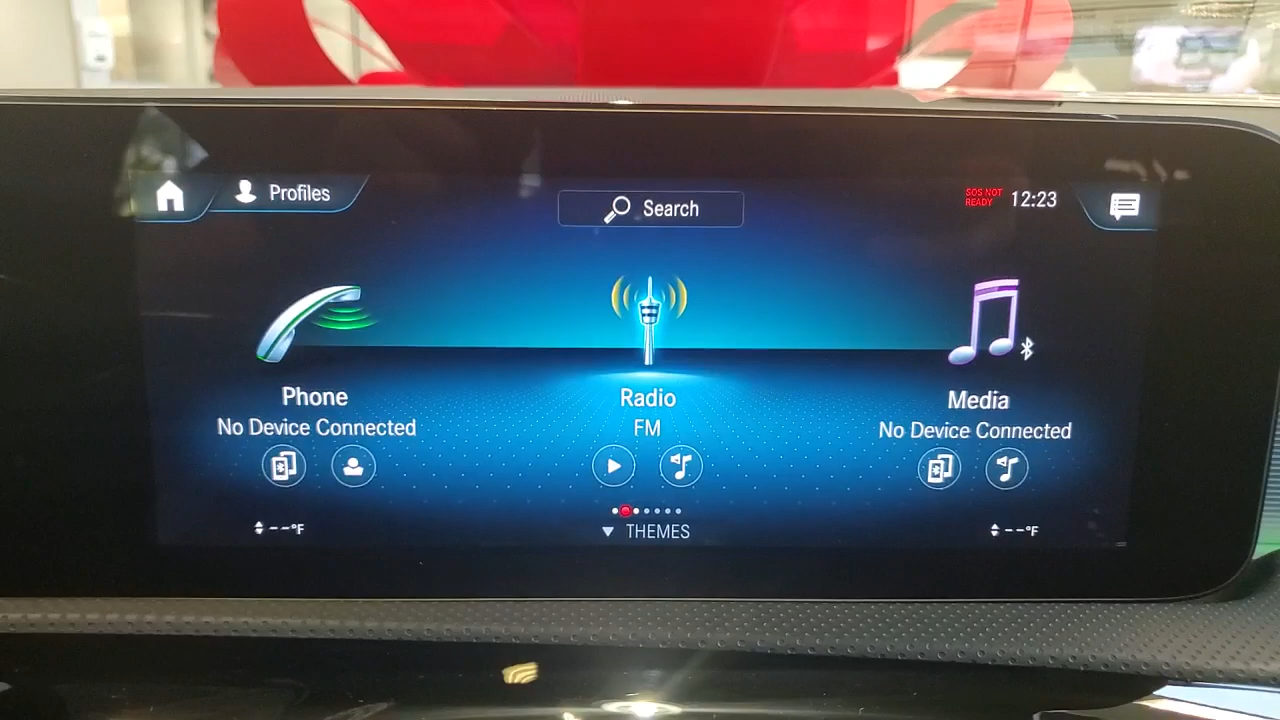 Profiles
Search
SOS NOT
READY
12:23
Phone
No Device Connected
Radio
FM
Media
No Device Connected
--°F
THEMES
--°F